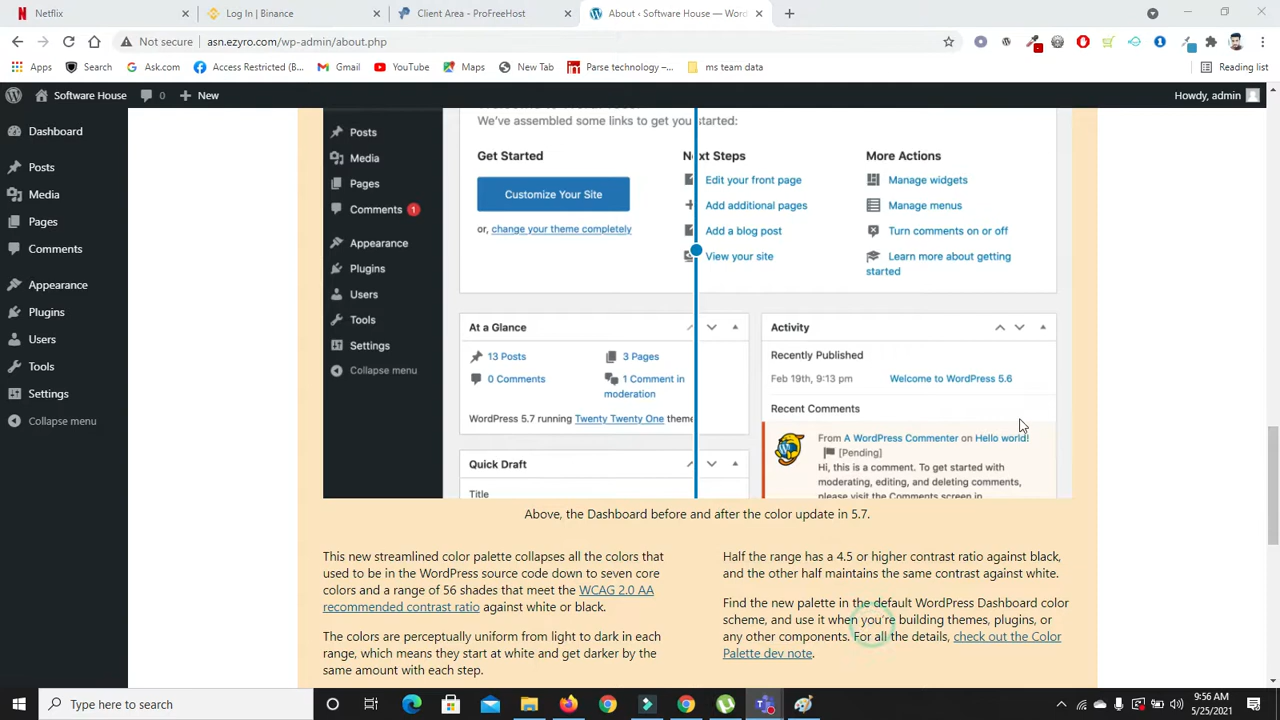 Netflix
Log In | Binance
Client Area - ProFreeHost
About ‹ Software House — Word
Not secure
asn.ezyro.com/wp-admin/about.php
Apps
Search
Ask.com
Access Restricted (B...
Gmail
YouTube
Maps
New Tab
Parse technology –...
ms team data
Reading list
Software House
0
New
Howdy, admin
Dashboard
Posts
Media
Pages
Comments
Appearance
Plugins
Users
Tools
Settings
Collapse menu
Posts
Media
Pages
Comments 1
Appearance
Plugins
Users
Tools
Settings
Collapse menu
We've assembled some links to get you started:
Get Started
Customize Your Site
or, change your theme completely
Next Steps
Edit your front page
Add additional pages
Add a blog post
View your site
More Actions
Manage widgets
Manage menus
Turn comments on or off
Learn more about getting
started
At a Glance
13 Posts
3 Pages
0 Comments
1 Comment in
moderation
WordPress 5.7 running Twenty Twenty One theme
Quick Draft
Title
Activity
Recently Published
Feb 19th, 9:13 pm
Welcome to WordPress 5.6
Recent Comments
From A WordPress Commenter on Hello world!
[Pending]
Hi, this is a comment. To get started with
moderating, editing, and deleting comments,
please visit the Comments screen in
Above, the Dashboard before and after the color update in 5.7.
This new streamlined color palette collapses all the colors that
used to be in the WordPress source code down to seven core
colors and a range of 56 shades that meet the WCAG 2.0 AA
recommended contrast ratio against white or black.
The colors are perceptually uniform from light to dark in each
range, which means they start at white and get darker by the
same amount with each step.
Half the range has a 4.5 or higher contrast ratio against black,
and the other half maintains the same contrast against white.
Find the new palette in the default WordPress Dashboard color
scheme, and use it when you're building themes, plugins, or
any other components. For all the details, check out the Color
Palette dev note.
Type here to search
9:56 AM
5/25/2021